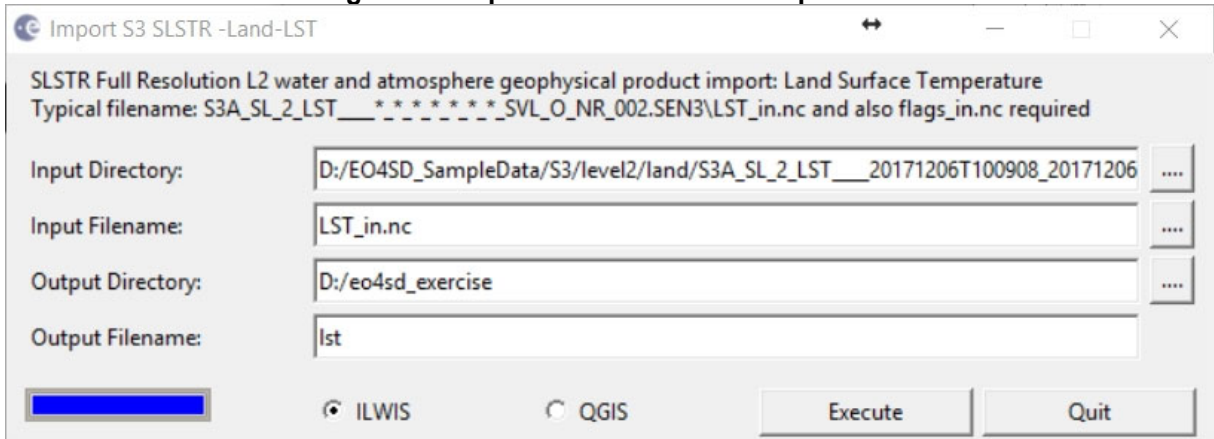 Import S3 SLSTR -Land-LST
SLSTR Full Resolution L2 water and atmosphere geophysical product import: Land Surface Temperature
Typical filename: S3A_SL_2_LST___*_*_*_*_*_*_*_SVL_O_NR_002.SEN3\LST_in.nc and also flags_in.nc required
Input Directory: D:/EO4SD_SampleData/S3/level2/land/S3A_SL_2_LST___20171206T100908_20171206 ....
Input Filename: LST_in.nc ....
Output Directory: D:/eo4sd_exercise ....
Output Filename: lst
ILWIS QGIS Execute Quit